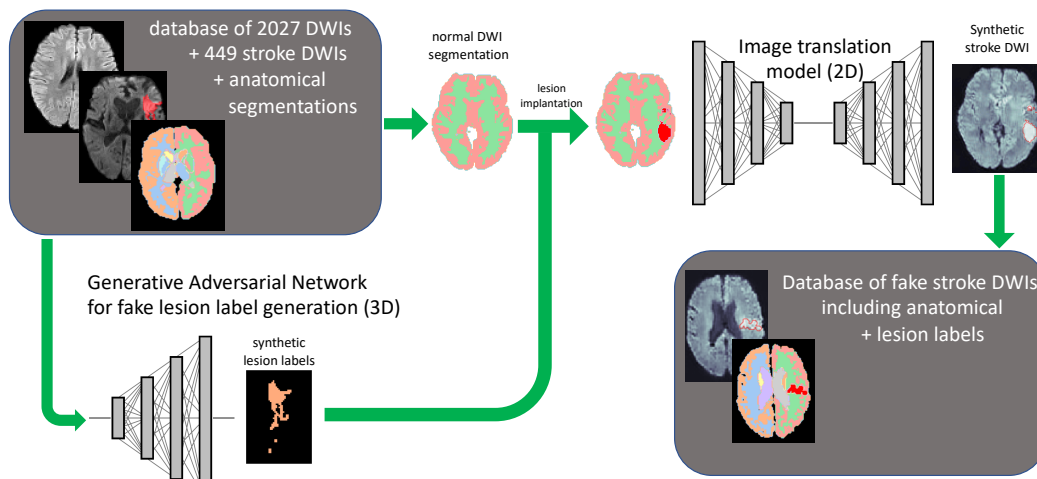 database of 2027 DWIs
+ 449 stroke DWIs
+ anatomical
segmentations
normal DWI
segmentation
lesion
implantation
Image translation
model (2D)
Synthetic
stroke DWI
Generative Adversarial Network
for fake lesion label generation (3D)
synthetic
lesion labels
Database of fake stroke DWIs
including anatomical
+ lesion labels